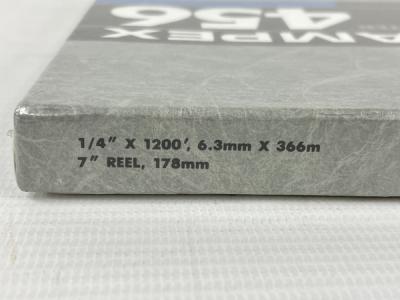 AMPEX
456
1/4" X 1200', 6.3mm X 366m
7" REEL, 178mm